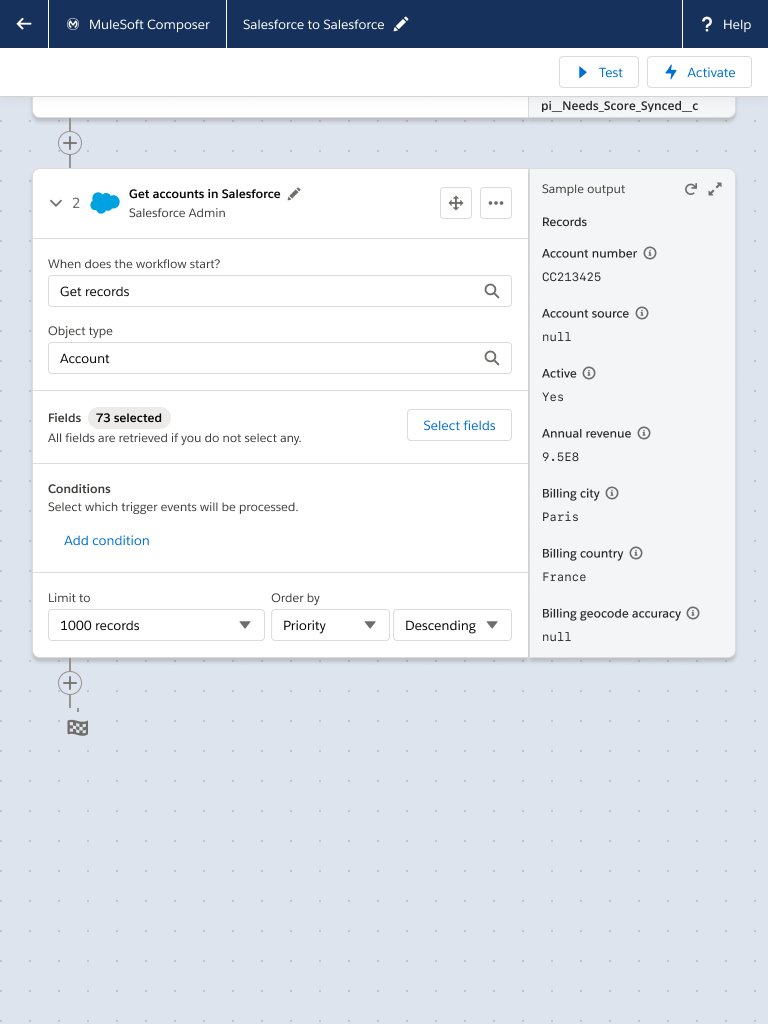 MuleSoft Composer
Salesforce to Salesforce
Help
Test
Activate
pi__Needs_Score_Synced__c
2
Get accounts in Salesforce
Salesforce Admin
When does the workflow start?
Get records
Object type
Account
Fields 73 selected
All fields are retrieved if you do not select any.
Select fields
Conditions
Select which trigger events will be processed.
Add condition
Limit to
1000 records
Order by
Priority
Descending
Sample output
Records
Account number
CC213425
Account source
null
Active
Yes
Annual revenue
9.5E8
Billing city
Paris
Billing country
France
Billing geocode accuracy
null